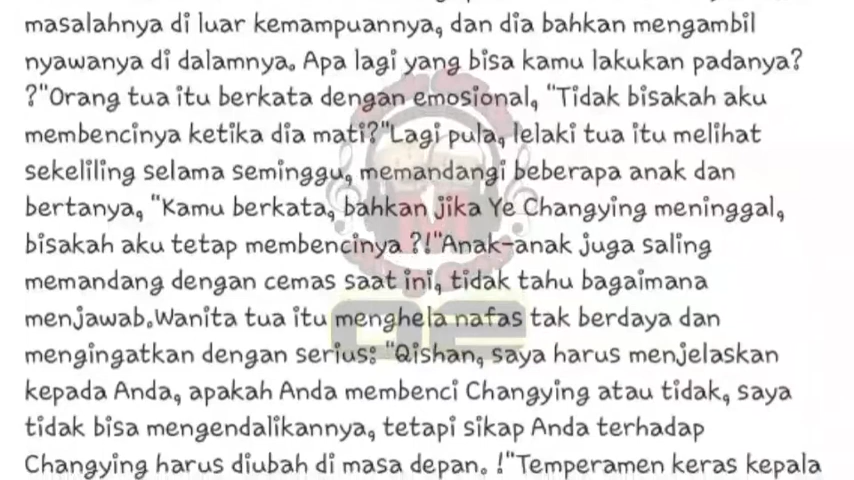 masalahnya di luar kemampuannya, dan dia bahkan mengambil
nyawanya di dalamnya. Apa lagi yang bisa kamu lakukan padanya?
?"Orang tua itu berkata dengan emosional, "Tidak bisakah aku
membencinya ketika dia mati?"Lagi pula, lelaki tua itu melihat
sekeliling selama seminggu, memandangi beberapa anak dan
bertanya, "Kamu berkata, bahkan jika Ye Changying meninggal,
bisakah aku tetap membencinya ?!"Anak-anak juga saling
memandang dengan cemas saat ini, tidak tahu bagaimana
menjawab.Wanita tua itu menghela nafas tak berdaya dan
mengingatkan dengan serius: "Qishan, saya harus menjelaskan
kepada Anda, apakah Anda membenci Changying atau tidak, saya
tidak bisa mengendalikannya, tetapi sikap Anda terhadap
Changying harus diubah di masa depan. !"Temperamen keras kepala